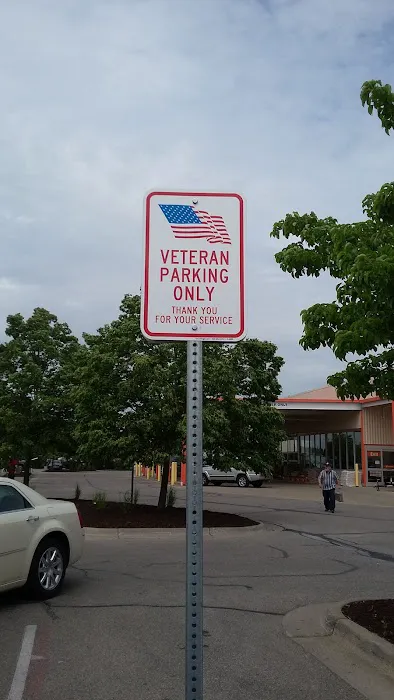 VETERAN
PARKING
ONLY
THANK YOU
FOR YOUR SERVICE